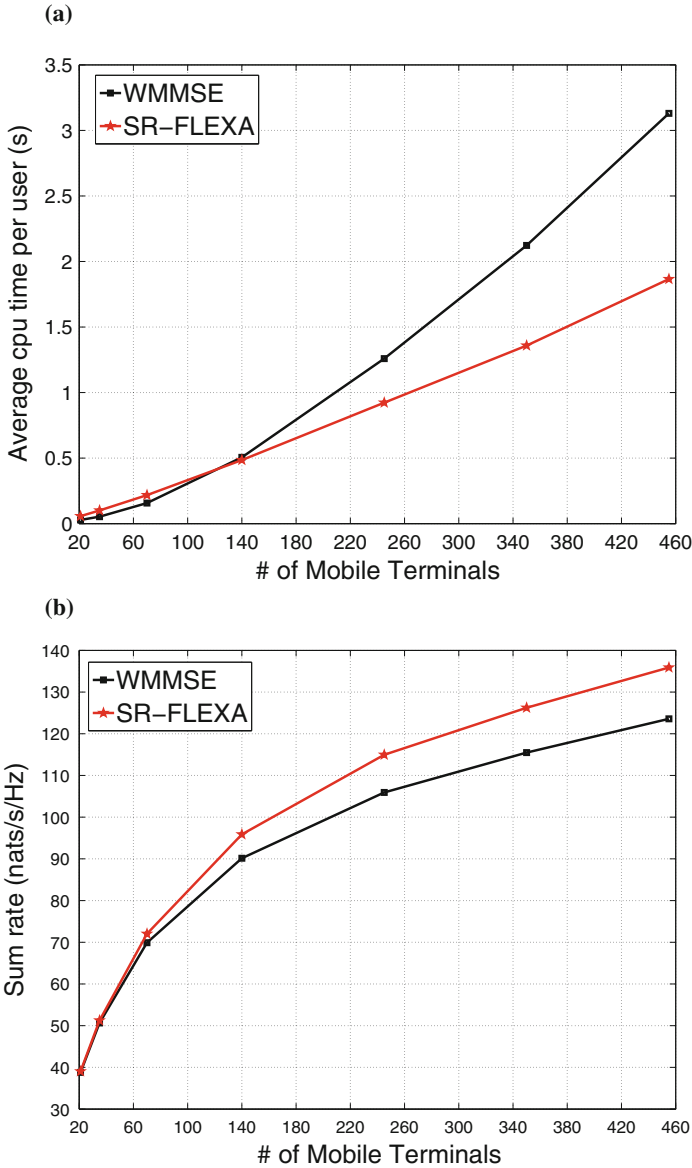 (a)
3.5
3
2.5
2
1.5
1
0.5
0
WMMSE
SR−FLEXA
Average cpu time per user (s)
20 60 100 140 180 220 260 300 340 380 420 460
# of Mobile Terminals
(b)
140
130
120
110
100
90
80
70
60
50
40
30
WMMSE
SR−FLEXA
Sum rate (nats/s/Hz)
20 60 100 140 180 220 260 300 340 380 420 460
# of Mobile Terminals